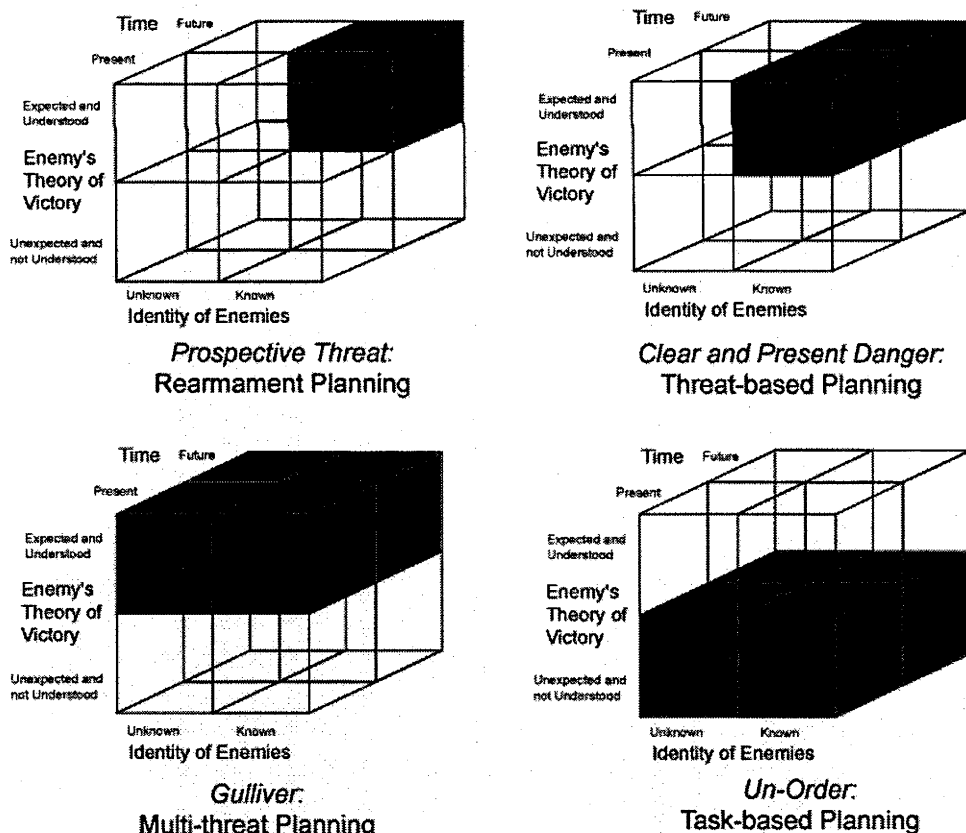 Time
Future
Present
Expected and
Understood
Enemy's
Theory of
Victory
Unexpected and
not Understood
Unknown
Known
Identity of Enemies
Prospective Threat:
Rearmament Planning
Time
Future
Present
Expected and
Understood
Enemy's
Theory of
Victory
Unexpected and
not Understood
Unknown
Known
Identity of Enemies
Clear and Present Danger:
Threat-based Planning
Time
Future
Present
Expected and
Understood
Enemy's
Theory of
Victory
Unexpected and
not Understood
Unknown
Known
Identity of Enemies
Gulliver:
Multi-threat Planning
Time
Future
Present
Expected and
Understood
Enemy's
Theory of
Victory
Unexpected and
not Understood
Unknown
Known
Identity of Enemies
Un-Order:
Task-based Planning